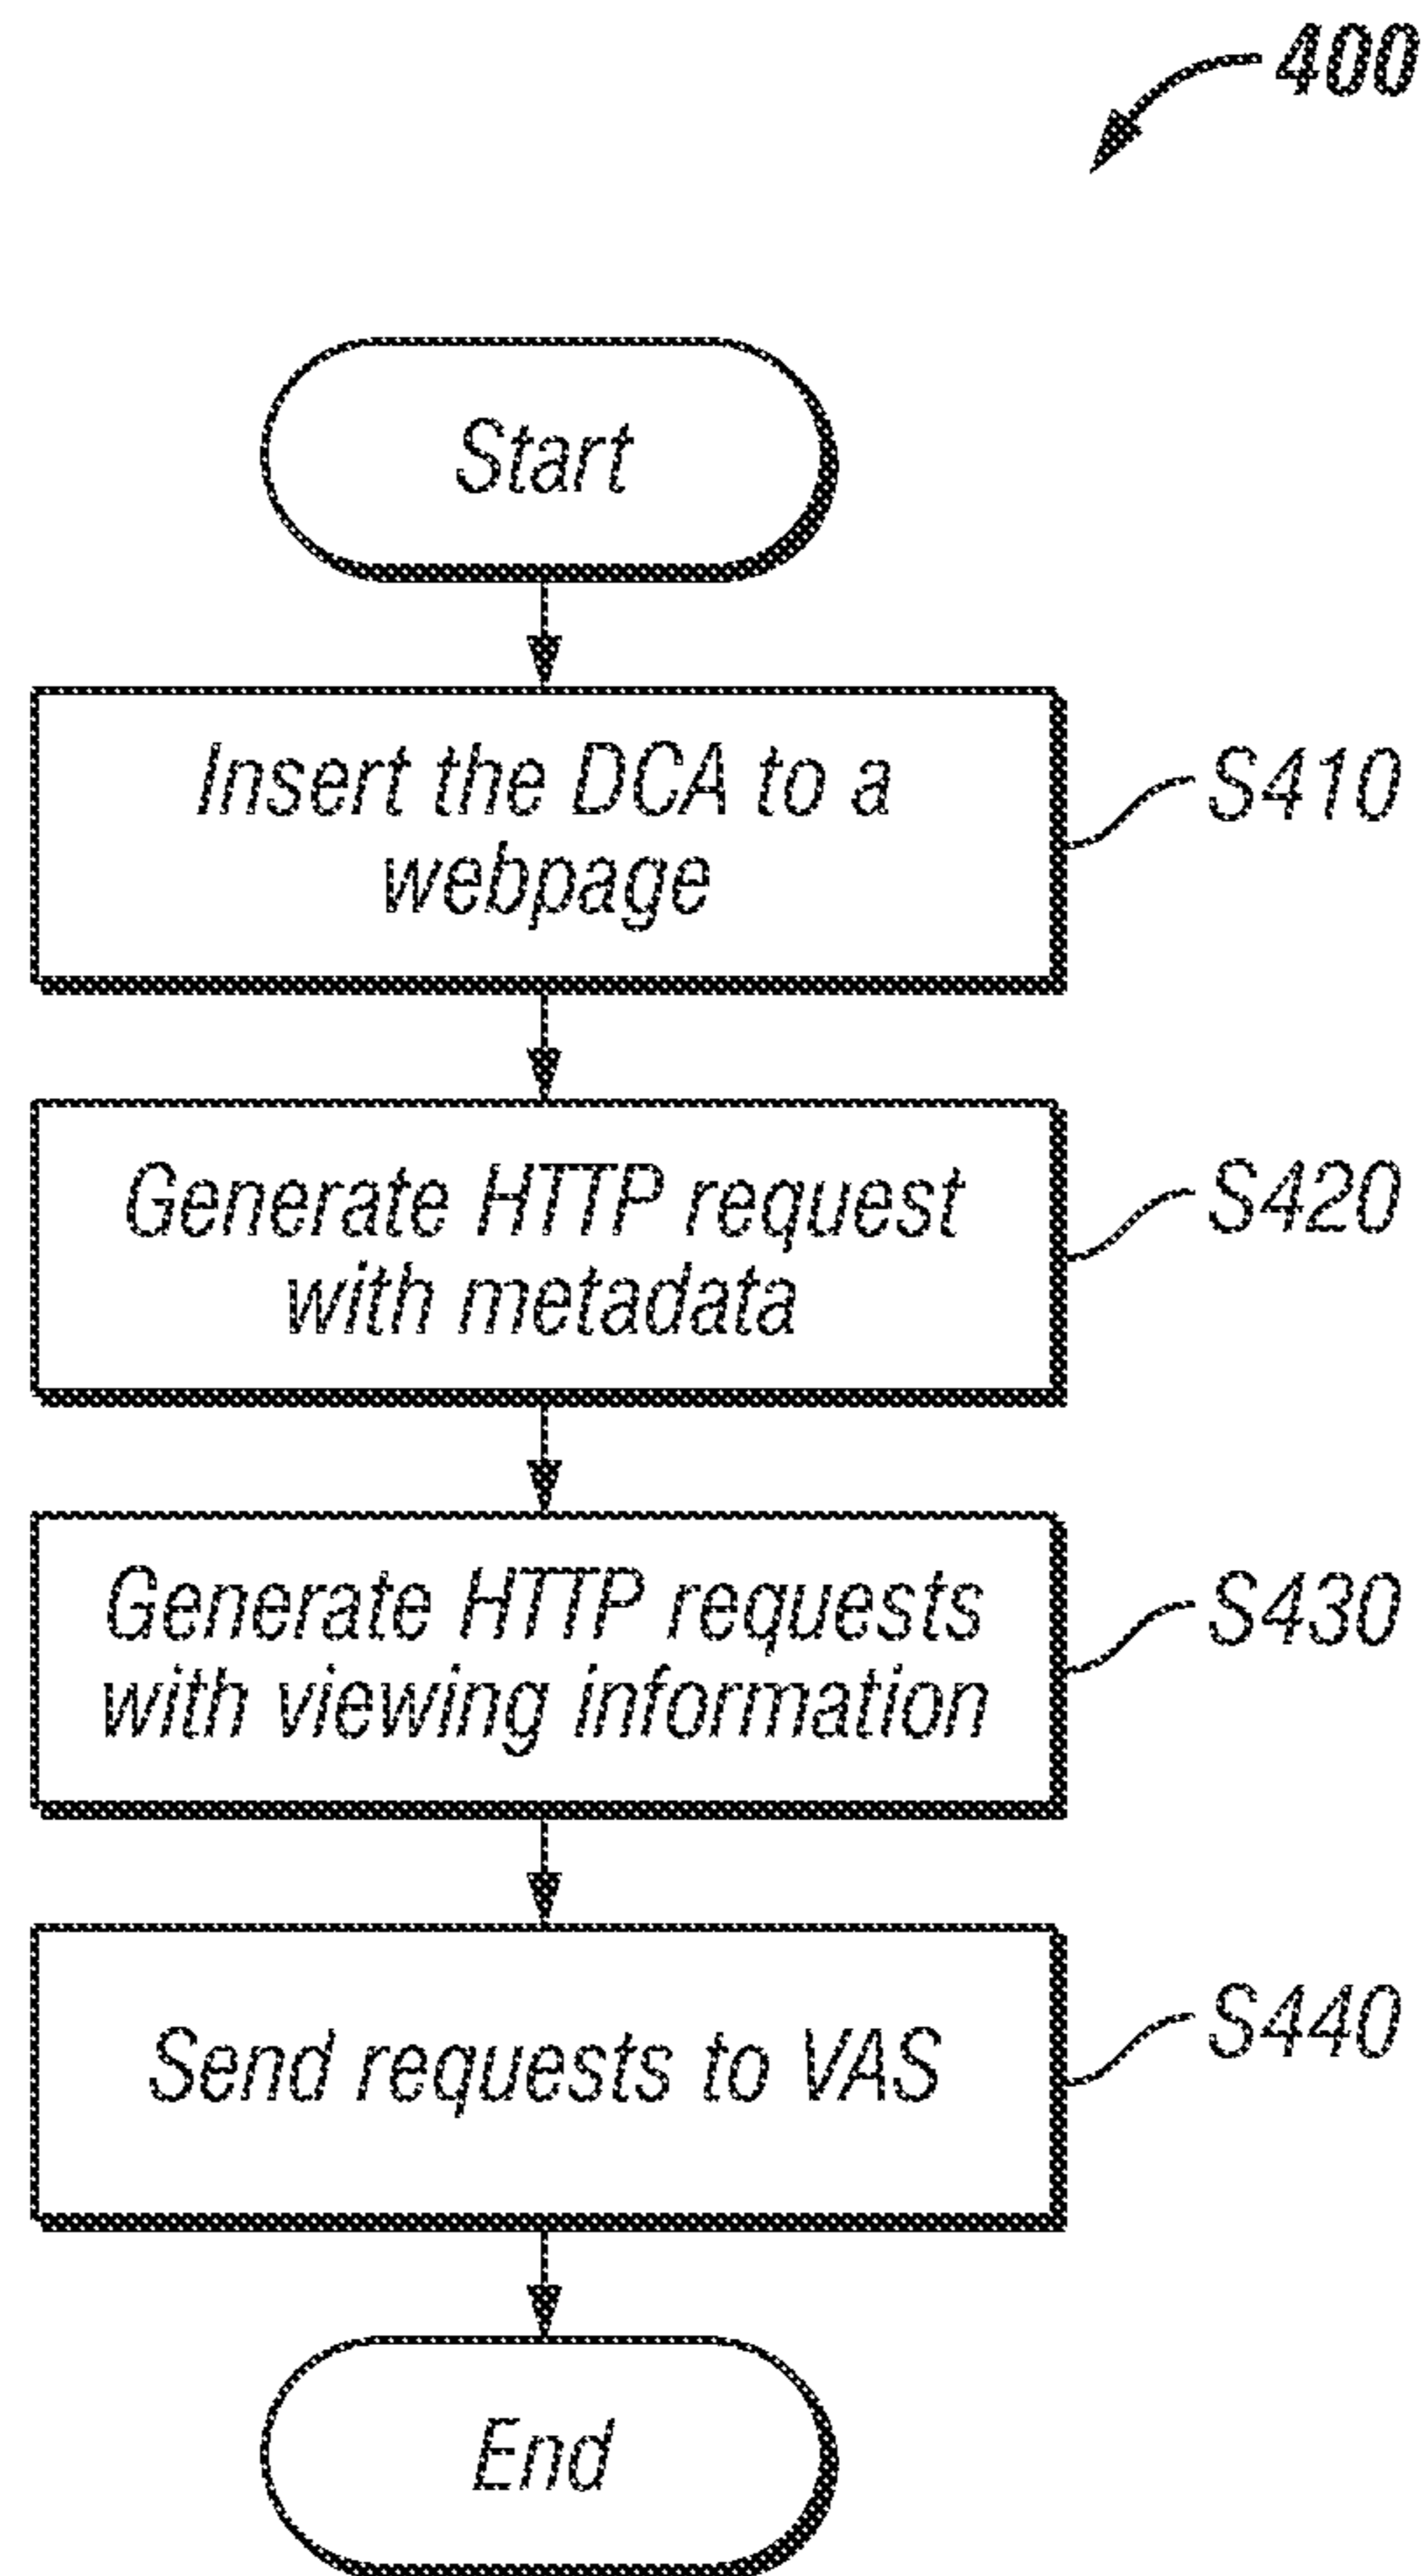 400
Start
Insert the DCA to a
webpage
S410
Generate HTTP request
with metadata
S420
Generate HTTP requests
with viewing information
S430
Send requests to VAS
S440
End